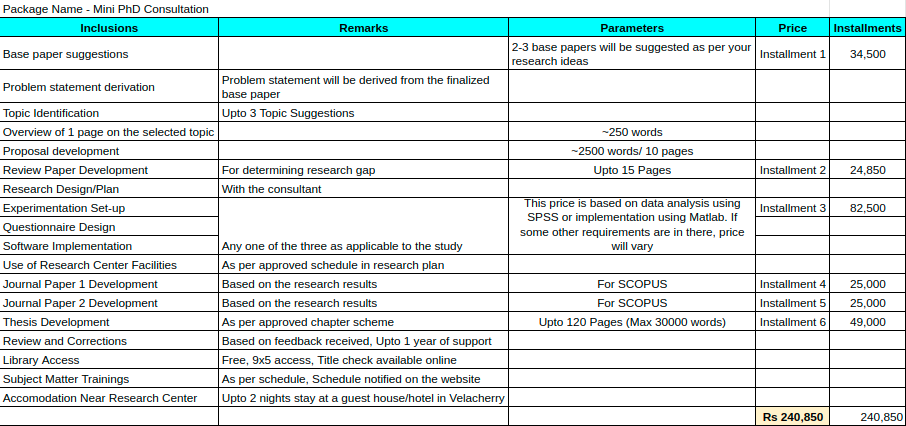 Package Name - Mini PhD Consultation
Inclusions Remarks Parameters Price Installments
Base paper suggestions 2-3 base papers will be suggested as per your research ideas Installment 1 34,500
Problem statement derivation Problem statement will be derived from the finalized base paper
Topic Identification Upto 3 Topic Suggestions
Overview of 1 page on the selected topic ~250 words
Proposal development ~2500 words/ 10 pages
Review Paper Development For determining research gap Upto 15 Pages Installment 2 24,850
Research Design/Plan With the consultant
Experimentation Set-up This price is based on data analysis using SPSS or implementation using Matlab. If some other requirements are in there, price will vary Installment 3 82,500
Questionnaire Design
Software Implementation Any one of the three as applicable to the study
Use of Research Center Facilities As per approved schedule in research plan
Journal Paper 1 Development Based on the research results For SCOPUS Installment 4 25,000
Journal Paper 2 Development Based on the research results For SCOPUS Installment 5 25,000
Thesis Development As per approved chapter scheme Upto 120 Pages (Max 30000 words) Installment 6 49,000
Review and Corrections Based on feedback received, Upto 1 year of support
Library Access Free, 9x5 access, Title check available online
Subject Matter Trainings As per schedule, Schedule notified on the website
Accomodation Near Research Center Upto 2 nights stay at a guest house/hotel in Velacherry
Rs 240,850 240,850